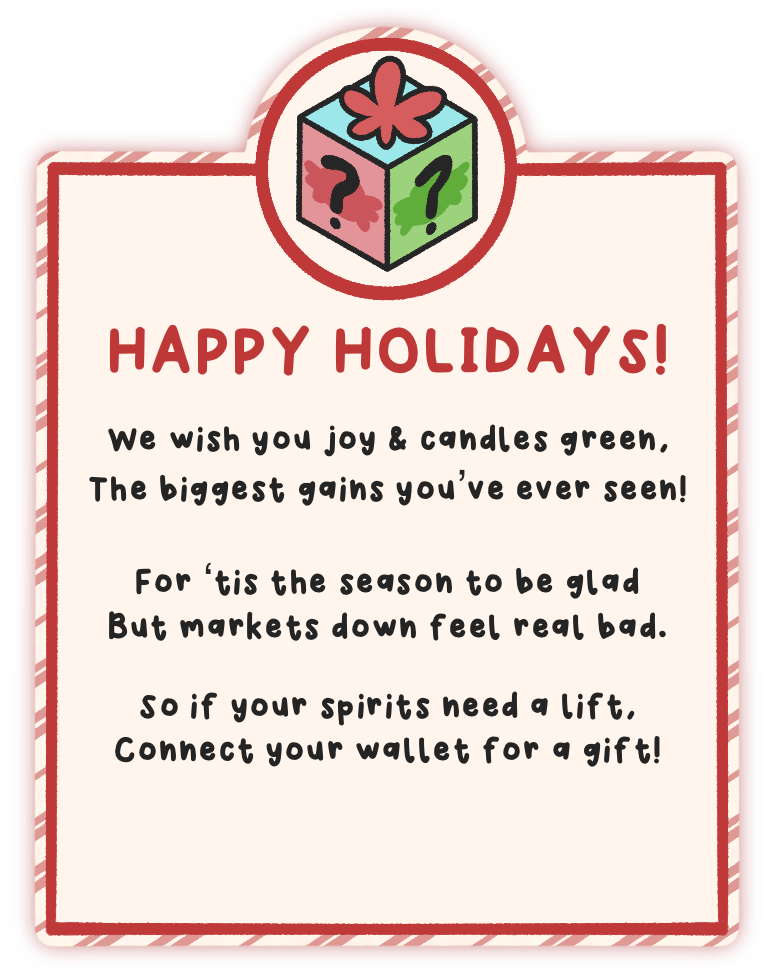 ?
?
HAPPY HOLIDAYS!
We wish you joy & candles green,
The biggest gains you've ever seen!
For ‘tis the season to be glad
But markets down feel real bad.
So if your spirits need a lift,
Connect your wallet for a gift!